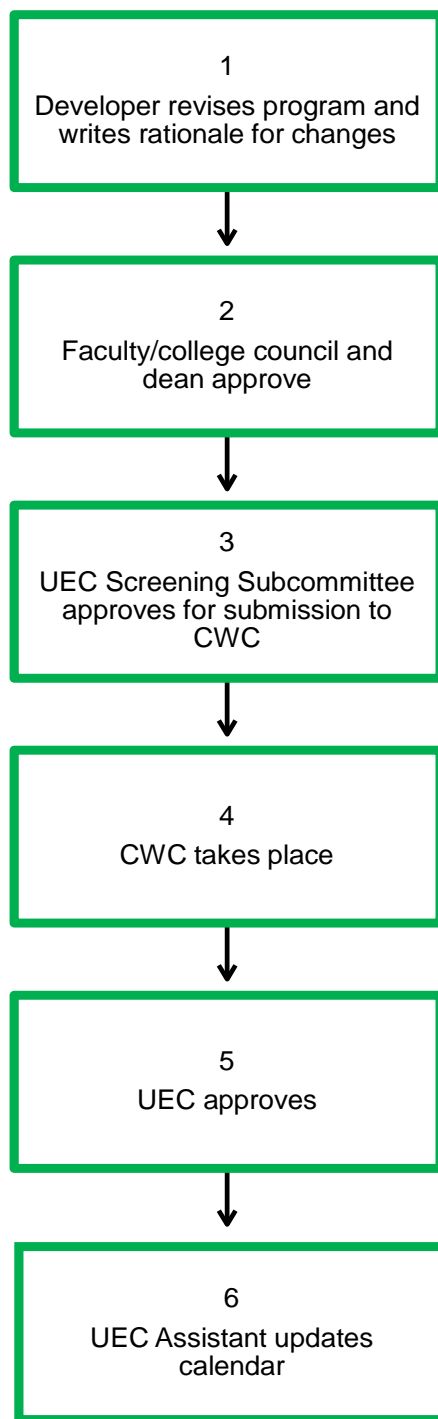 1
Developer revises program and
writes rationale for changes
2
Faculty/college council and
dean approve
3
UEC Screening Subcommittee
approves for submission to
CWC
4
CWC takes place
5
UEC approves
6
UEC Assistant updates
calendar